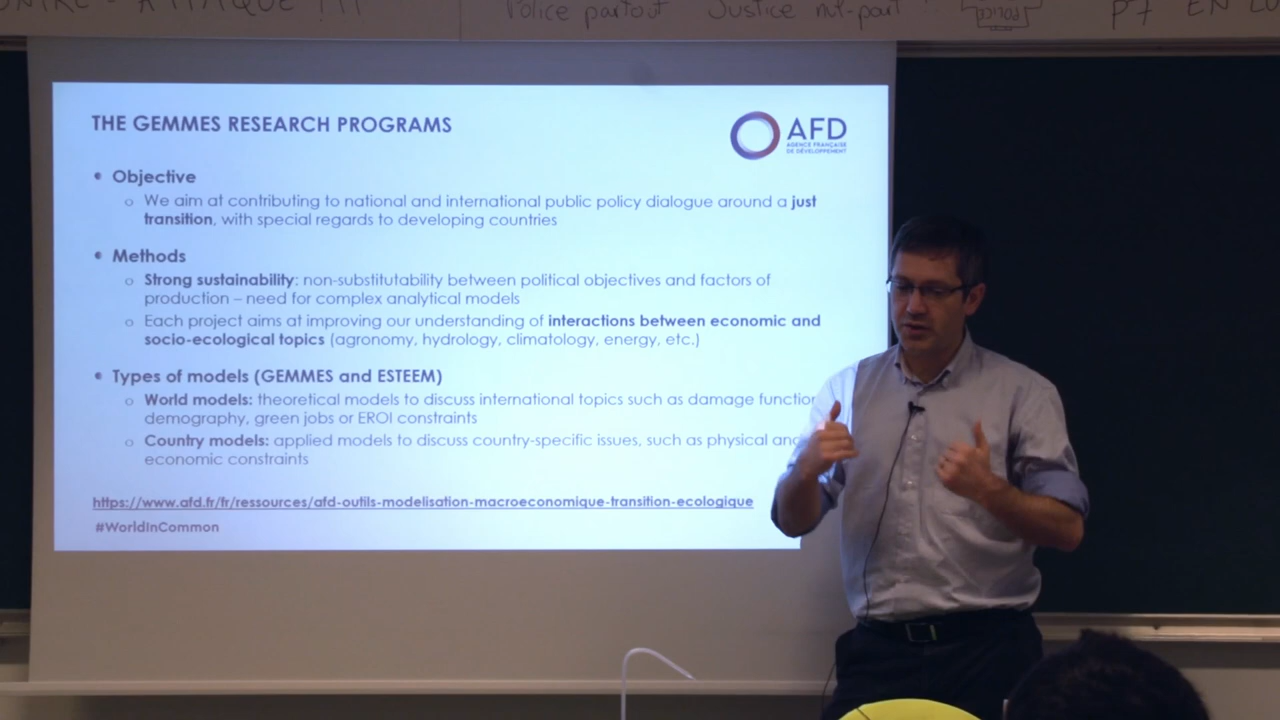 Police partout Justice nul-part
POLICE
P7 EN LU
THE GEMMES RESEARCH PROGRAMS
AFD
AGENCE FRANÇAISE
DE DÉVELOPPEMENT
• Objective
o We aim at contributing to national and international public policy dialogue around a just
transition, with special regards to developing countries
• Methods
o Strong sustainability: non-substitutability between political objectives and factors of
production – need for complex analytical models
o Each project aims at improving our understanding of interactions between economic and
socio-ecological topics (agronomy, hydrology, climatology, energy, etc.)
• Types of models (GEMMES and ESTEEM)
o World models: theoretical models to discuss international topics such as damage function
demography, green jobs or EROI constraints
o Country models: applied models to discuss country-specific issues, such as physical and
economic constraints
https://www.afd.fr/fr/ressources/afd-outils-modelisation-macroeconomique-transition-ecologique
#WorldInCommon